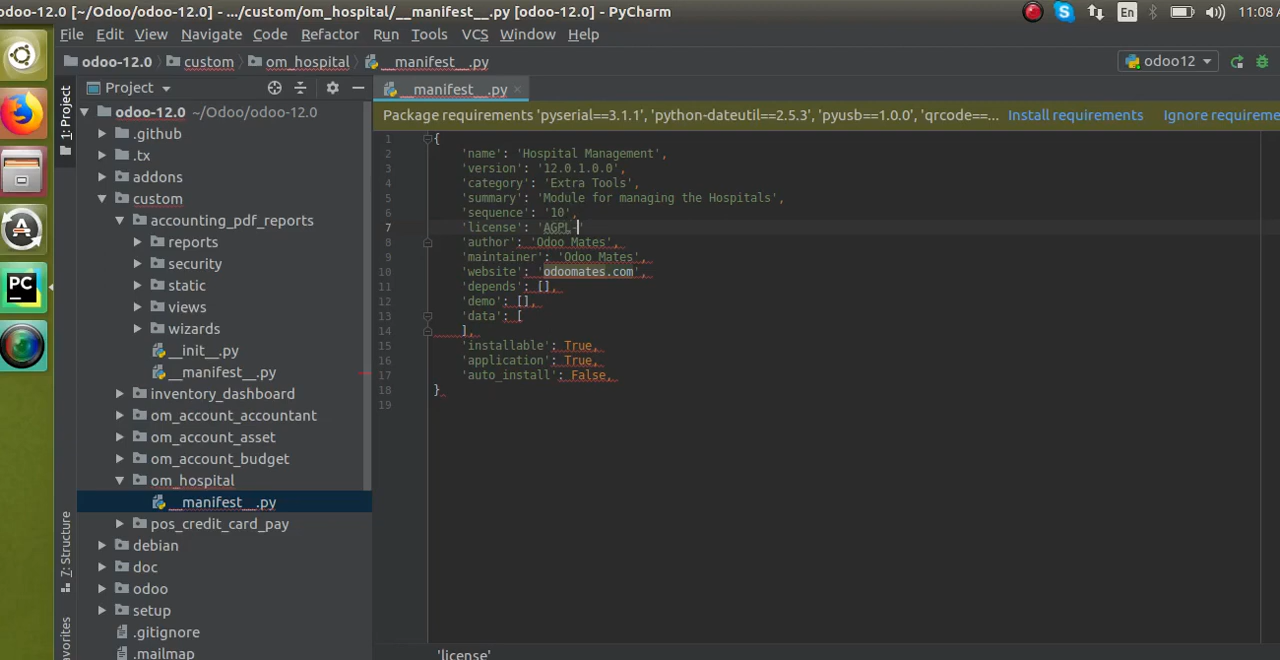 odoo-12.0 [~/Odoo/odoo-12.0] - .../custom/om_hospital/__manifest__.py [odoo-12.0] - PyCharm
En
11:08
File Edit View Navigate Code Refactor Run Tools VCS Window Help
odoo-12.0 custom om_hospital __manifest__.py
odoo12
1: Project
Project
__manifest__.py
Package requirements 'pyserial==3.1.1', 'python-dateutil==2.5.3', 'pyusb==1.0.0', 'qrcode==...
Install requirements
Ignore requireme
odoo-12.0 ~/Odoo/odoo-12.0
.github
.tx
addons
custom
accounting_pdf_reports
reports
security
static
views
wizards
__init__.py
__manifest__.py
inventory_dashboard
om_account_accountant
om_account_asset
om_account_budget
om_hospital
__manifest__.py
pos_credit_card_pay
debian
doc
odoo
setup
.gitignore
.mailmap
PC
7: Structure
avorites
1 {
2 'name': 'Hospital Management',
3 'version': '12.0.1.0.0',
4 'category': 'Extra Tools',
5 'summary': 'Module for managing the Hospitals',
6 'sequence': '10',
7 'license': 'AGPL-'
8 'author': 'Odoo Mates',
9 'maintainer': 'Odoo Mates',
10 'website': 'odoomates.com',
11 'depends': [],
12 'demo': [],
13 'data': [
14 ],
15 'installable': True,
16 'application': True,
17 'auto_install': False,
18 }
19
'license'